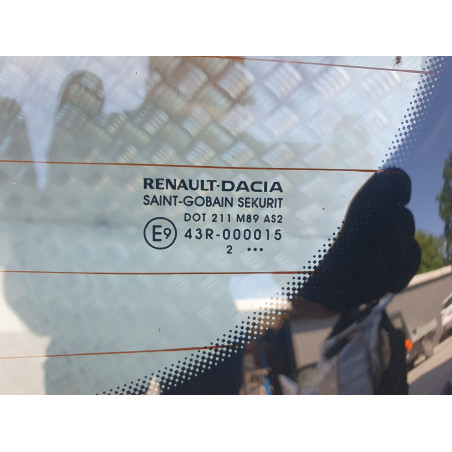 RENAULT-DACIA
SAINT-GOBAIN SEKURIT
DOT 211 M89 AS2
E9 43R-000015
2 •••